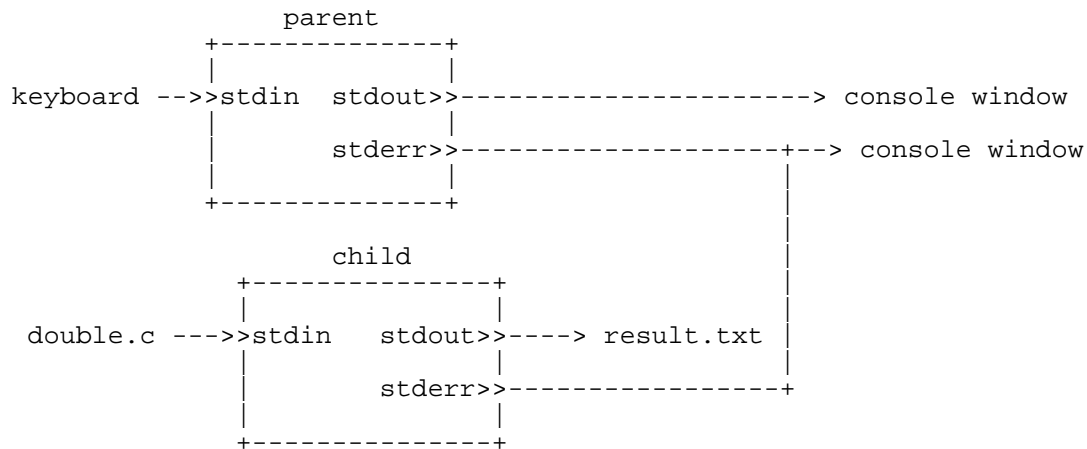 parent
keyboard -->>stdin stdout>>----------------------> console window
stderr>>--------------------+--> console window
child
double.c --->>stdin stdout>>----> result.txt
stderr>>-----------------+